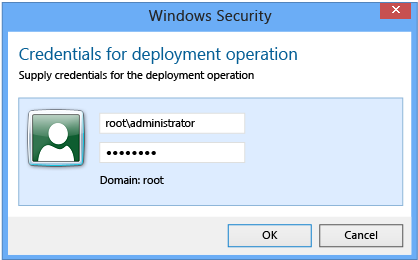 Windows Security
Credentials for deployment operation
Supply credentials for the deployment operation
root\administrator
••••••••
Domain: root
OK
Cancel